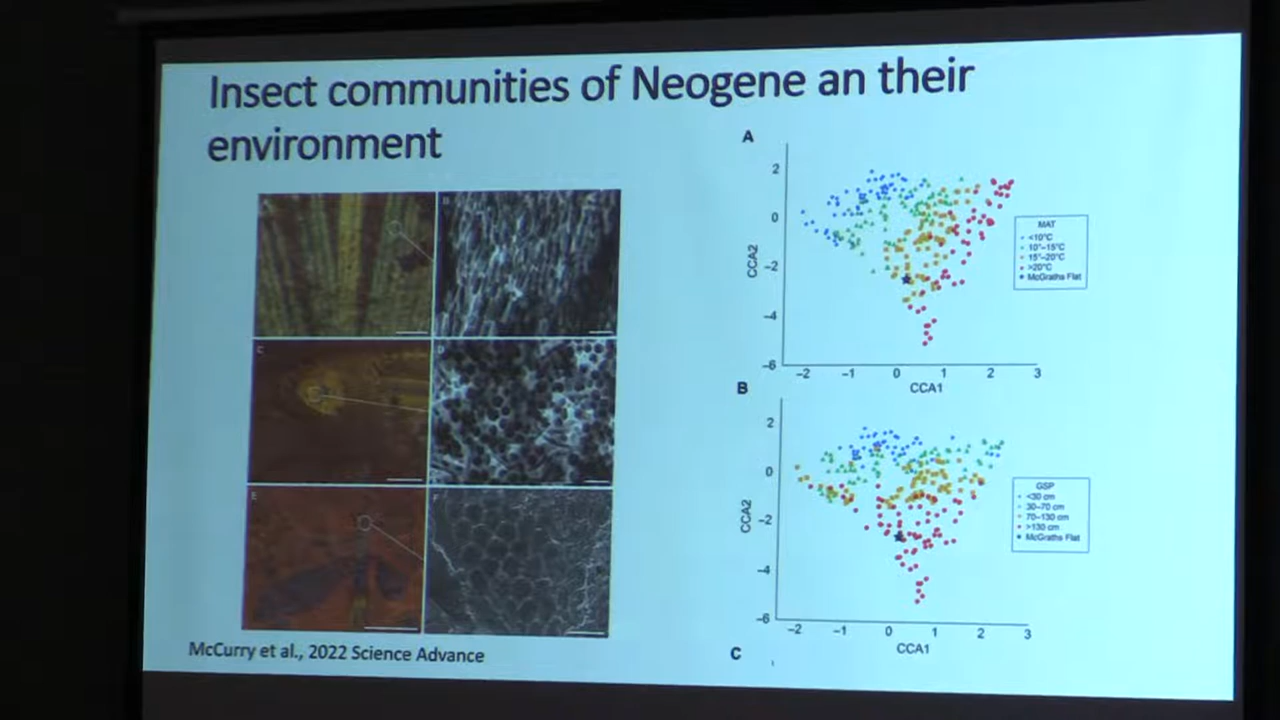 Insect communities of Neogene an their
environment
A
B
C
D
E
F
McCurry et al., 2022 Science Advance
A
2
0
−2
−4
−6
CCA2
−2 −1 0 1 2 3
CCA1
MAT
<10°C
10°–15°C
15°–20°C
>20°C
McGraths Flat
B
2
0
−2
−4
−6
CCA2
−2 −1 0 1 2 3
CCA1
GSP
<30 cm
30–70 cm
70–130 cm
>130 cm
McGraths Flat
C